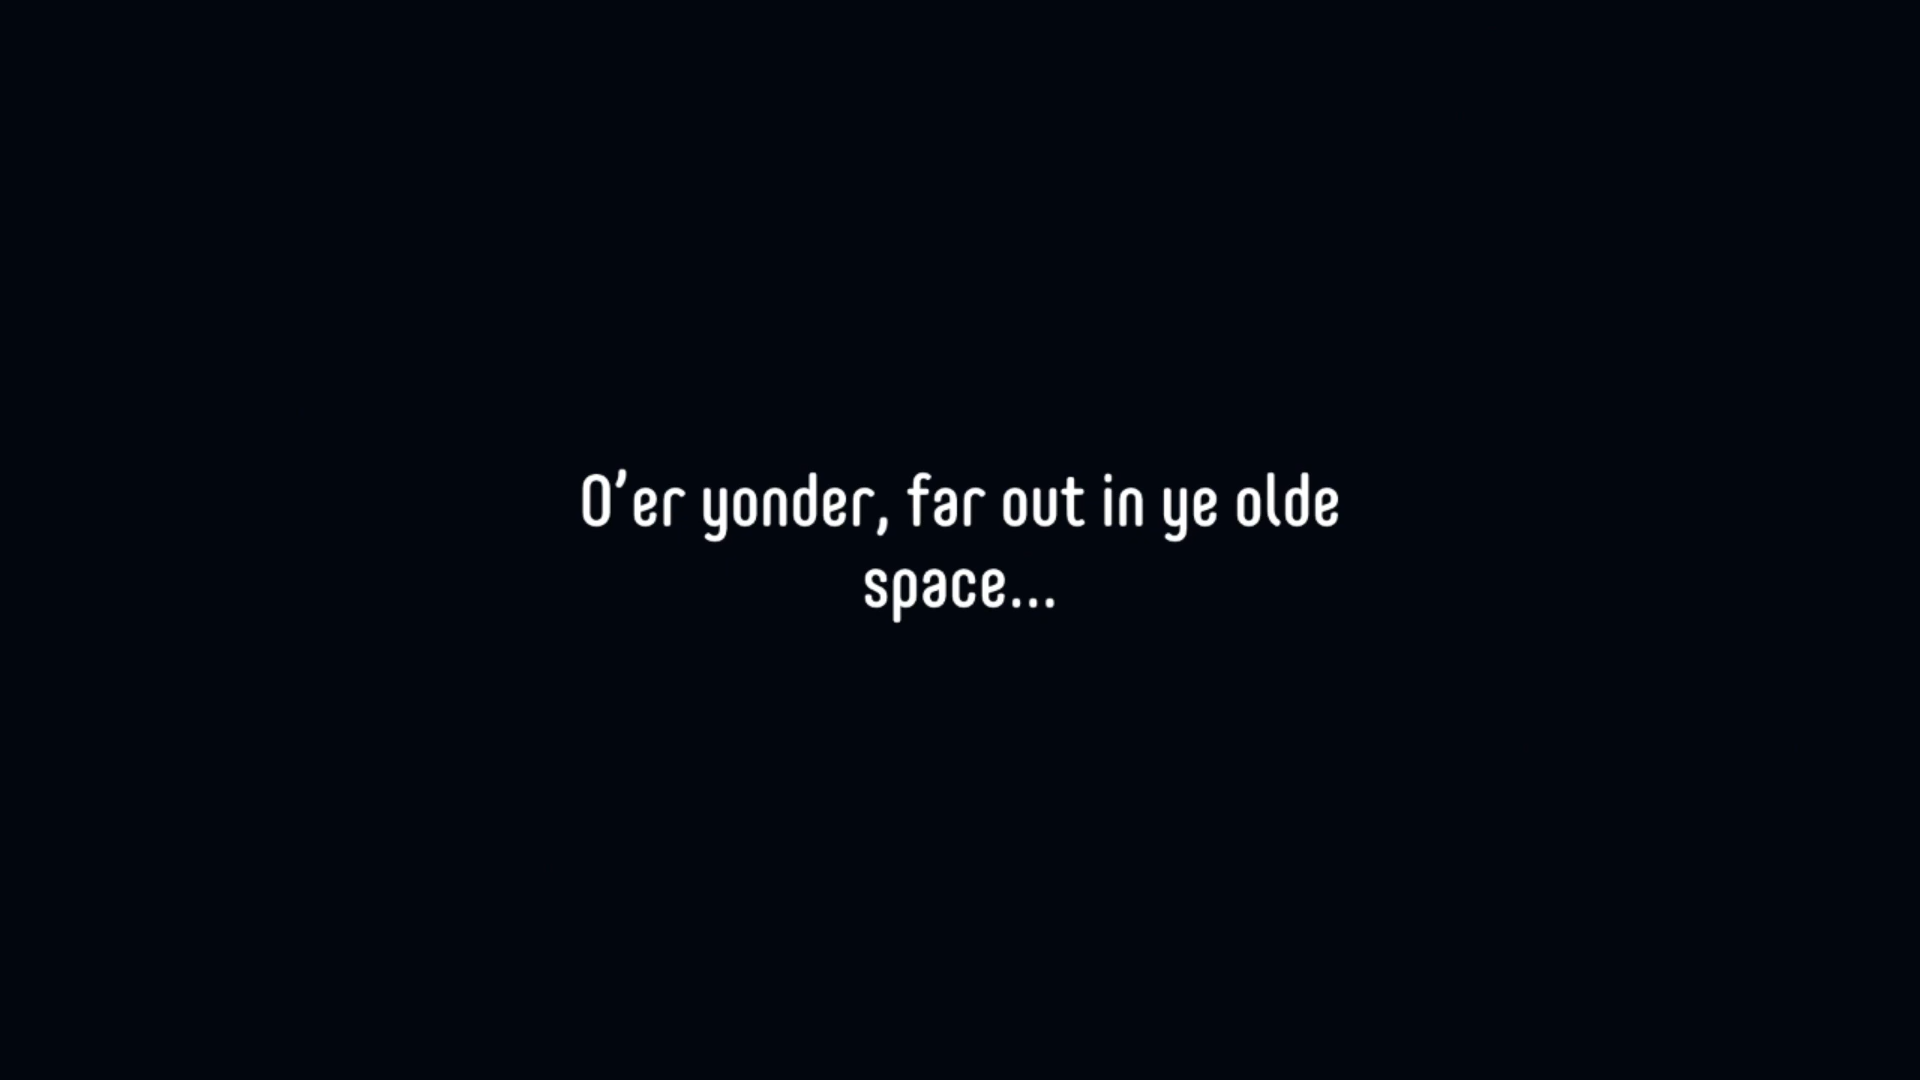 O’er yonder, far out in ye olde
space...